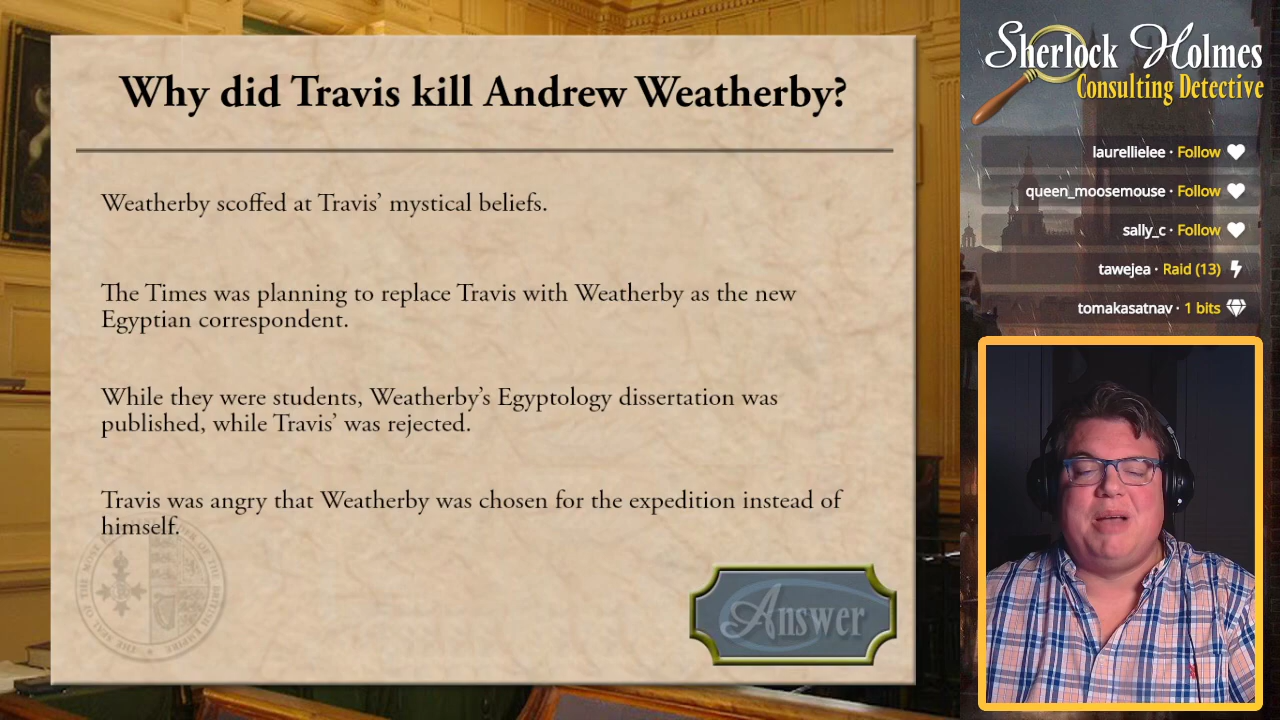 Why did Travis kill Andrew Weatherby?
Weatherby scoffed at Travis’ mystical beliefs.
The Times was planning to replace Travis with Weatherby as the new
Egyptian correspondent.
While they were students, Weatherby’s Egyptology dissertation was
published, while Travis’ was rejected.
Travis was angry that Weatherby was chosen for the expedition instead of
himself.
Answer
Sherlock Holmes
Consulting Detective
laurellielee · Follow
queen_moosemouse · Follow
sally_c · Follow
tawejea · Raid (13)
tomakasatnav · 1 bits